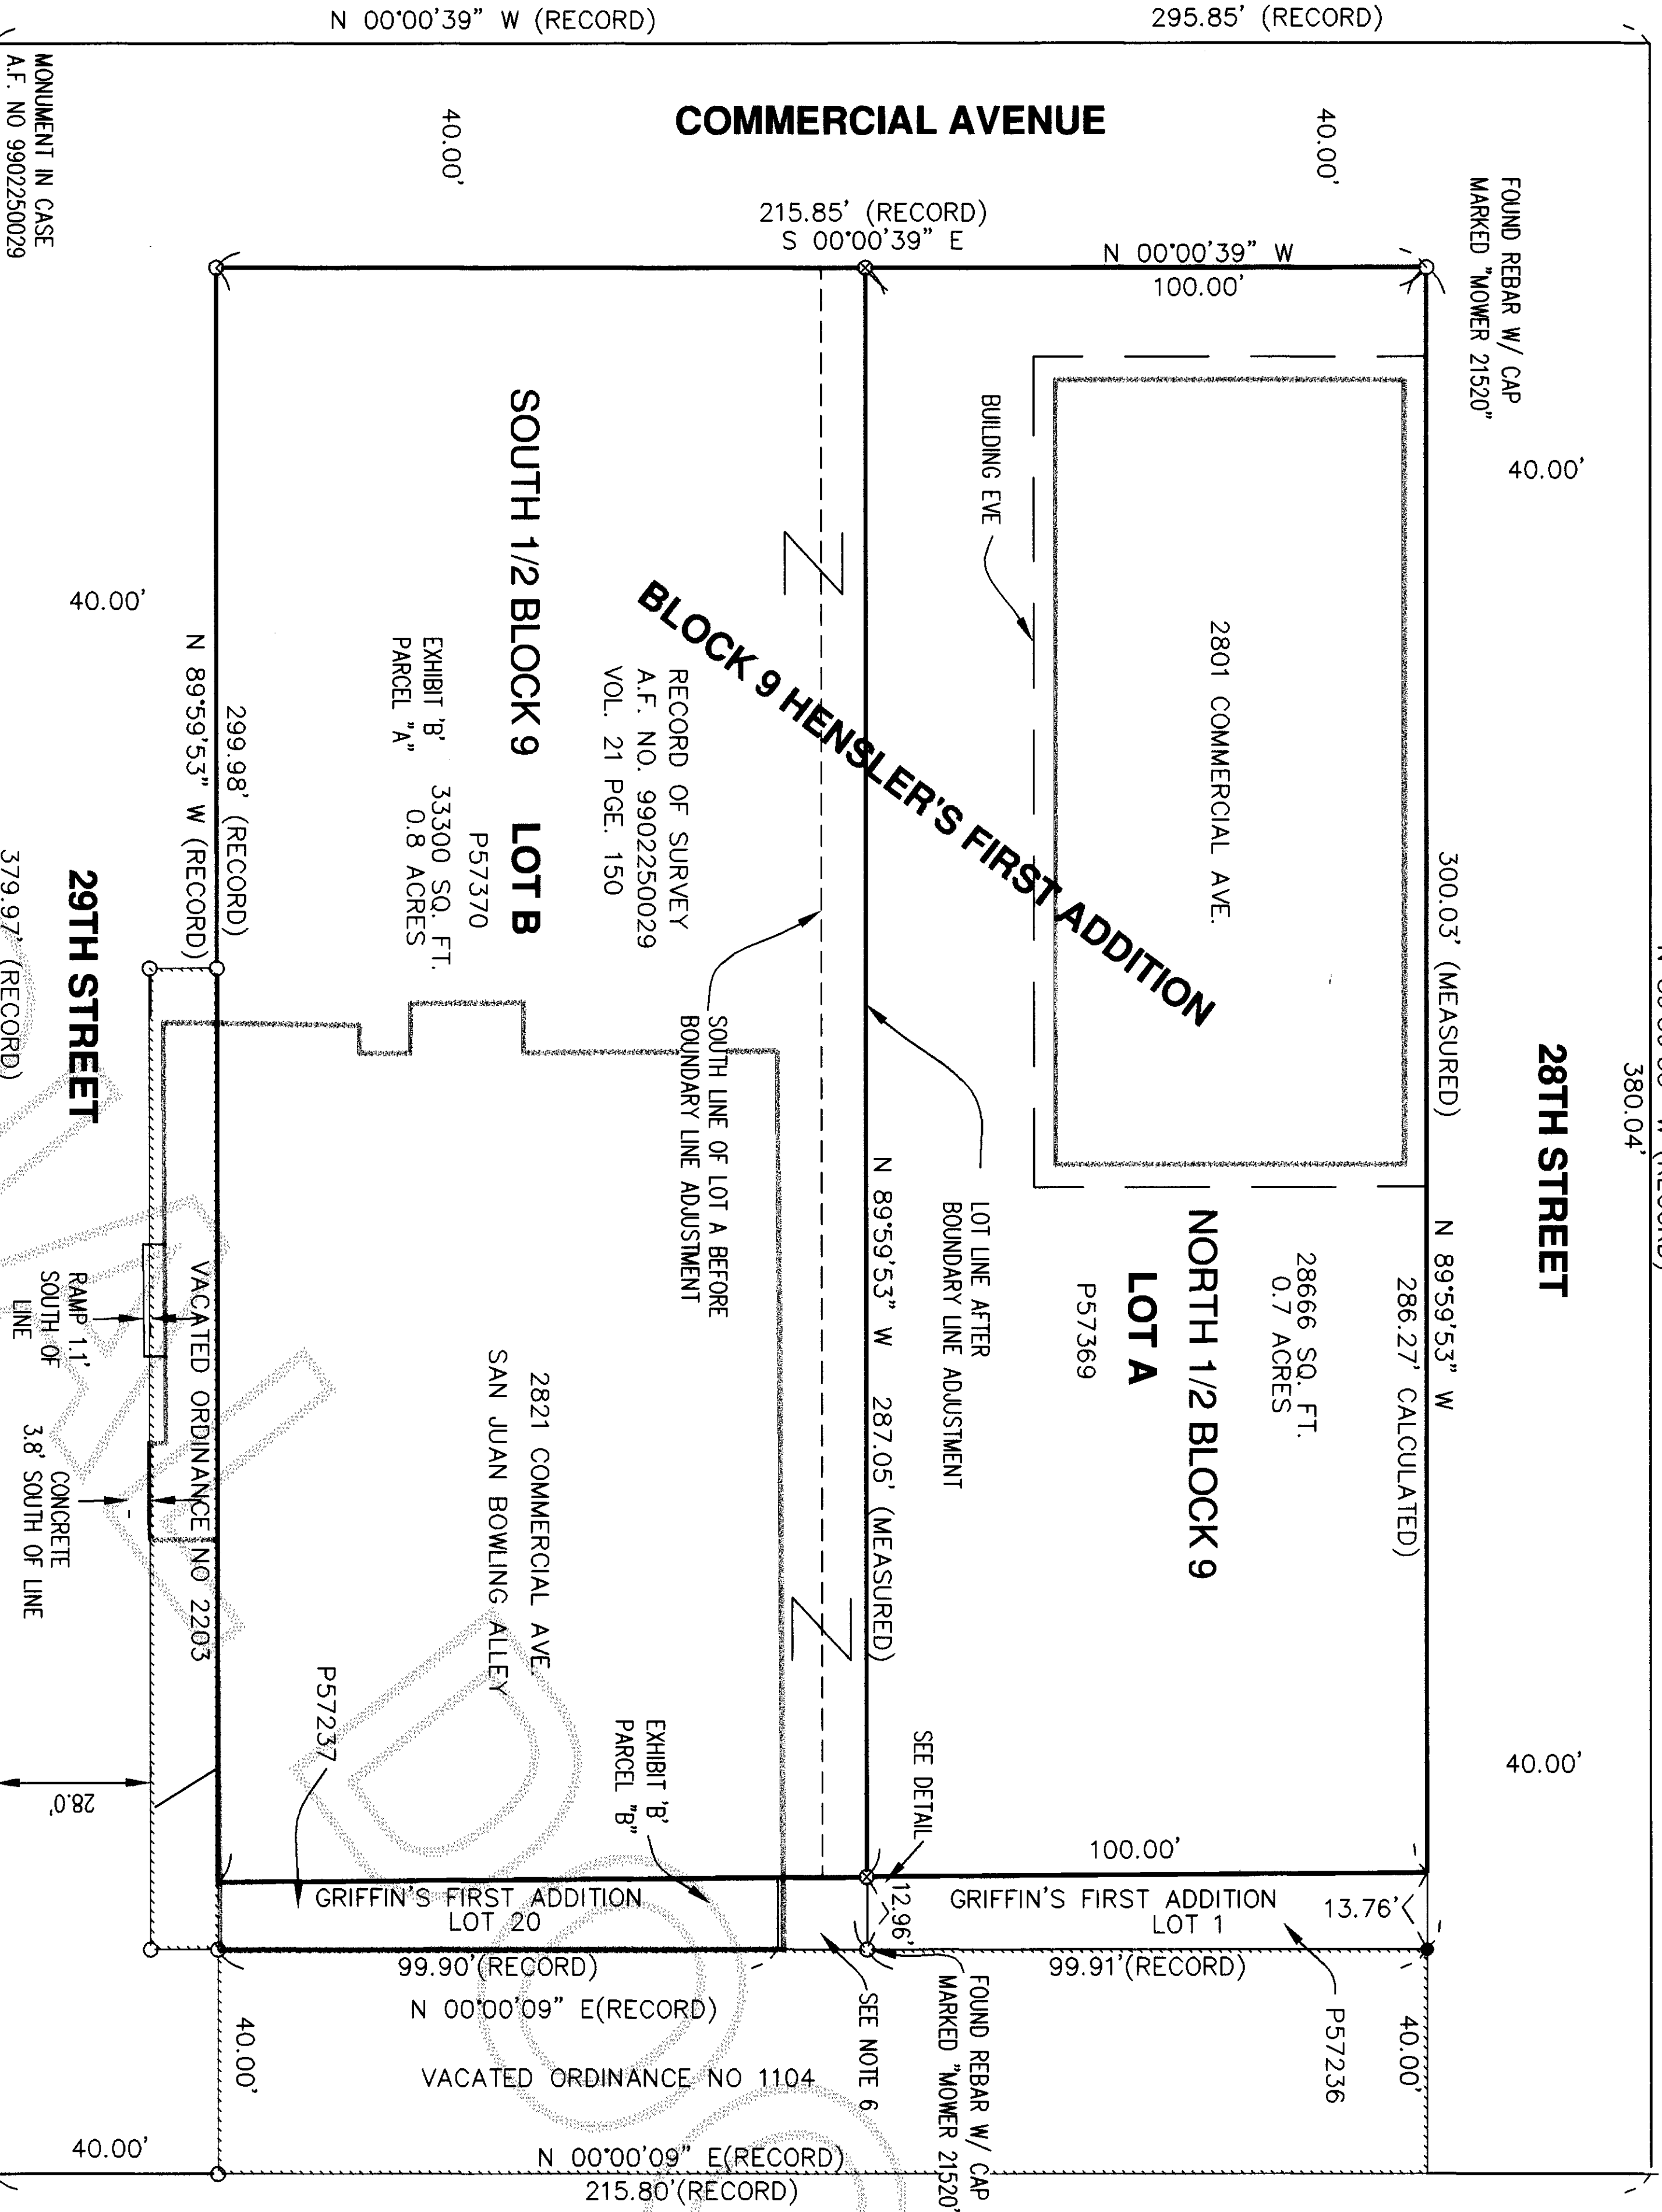 N 00°00'39" W (RECORD)
295.85' (RECORD)
MONUMENT IN CASE
A.F. NO 9902250029
COMMERCIAL AVENUE
40.00'
40.00'
FOUND REBAR W/ CAP
MARKED "MOWER 21520"
215.85' (RECORD)
S 00°00'39" E
N 00°00'39" W
100.00'
40.00'
40.00'
BUILDING EVE
2801 COMMERCIAL AVE.
BLOCK 9 HENSLER'S FIRST ADDITION
SOUTH 1/2 BLOCK 9 LOT B
RECORD OF SURVEY
A.F. NO. 9902250029
VOL. 21 PGE. 150
P57370
EXHIBIT 'B' 33300 SQ. FT.
PARCEL "A" 0.8 ACRES
299.98' (RECORD)
N 89°59'53" W (RECORD)
29TH STREET
379.97' (RECORD)
300.03' (MEASURED)
N 89°59'53" W
286.27' CALCULATED)
28TH STREET
380.04'
SOUTH LINE OF LOT A BEFORE
BOUNDARY LINE ADJUSTMENT
LOT LINE AFTER
BOUNDARY LINE ADJUSTMENT
N 89°59'53" W 287.05' (MEASURED)
NORTH 1/2 BLOCK 9
LOT A
28666 SQ. FT.
0.7 ACRES
P57369
2821 COMMERCIAL AVE.
SAN JUAN BOWLING ALLEY
VACATED ORDINANCE NO 2203
RAMP 1.1'
SOUTH OF
LINE
CONCRETE
3.8' SOUTH OF LINE
28.0'
P57237
EXHIBIT 'B'
PARCEL "B"
SEE DETAIL
40.00'
100.00'
GRIFFIN'S FIRST ADDITION
LOT 20
12.96'
GRIFFIN'S FIRST ADDITION
LOT 1
13.76'
99.90'(RECORD)
N 00°00'09" E(RECORD)
99.91'(RECORD)
SEE NOTE 6
FOUND REBAR W/ CAP
MARKED "MOWER 21520"
P57236
40.00'
40.00'
VACATED ORDINANCE NO 1104
40.00'
N 00°00'09" E(RECORD)
215.80'(RECORD)